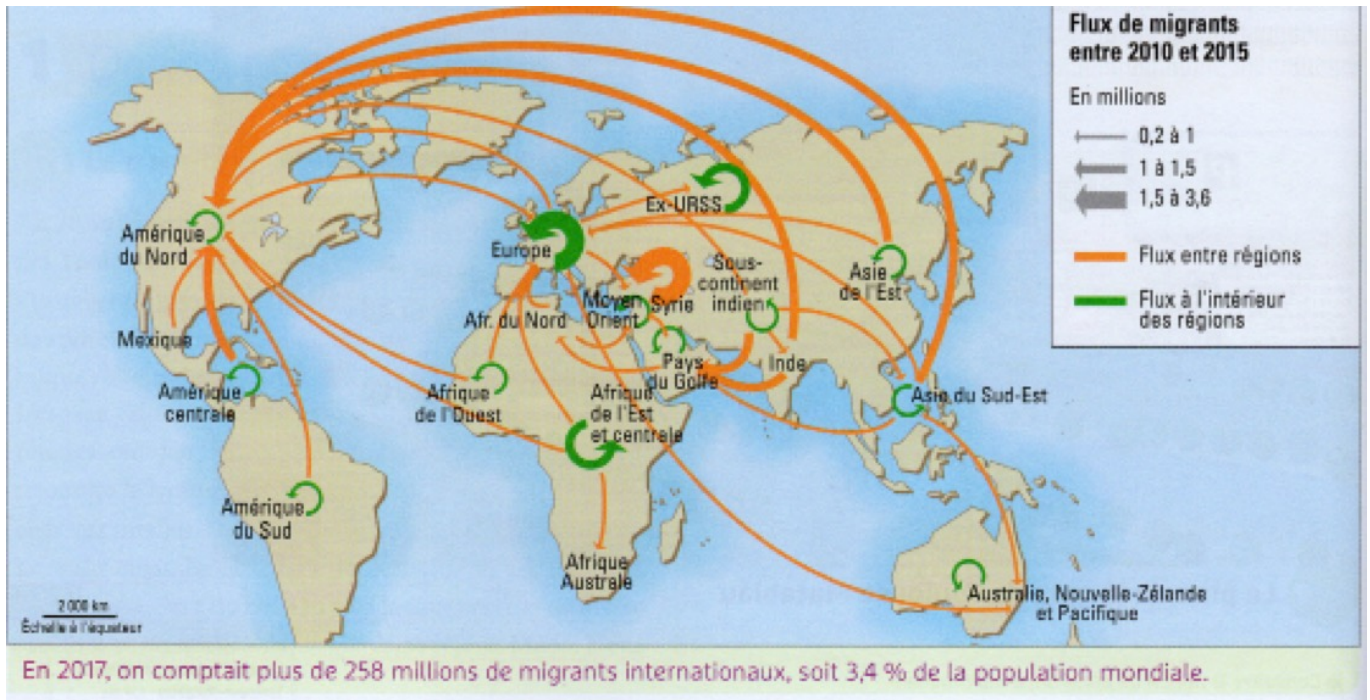 Flux de migrants
entre 2010 et 2015
En millions
0,2 à 1
1 à 1,5
1,5 à 3,6
Flux entre régions
Flux à l'intérieur
des régions
Amérique
du Nord
Mexique
Amérique
centrale
Amérique
du Sud
Europe
Ex-URSS
Afr. du Nord
Moyen
Orient
Syrie
Sous-
continent
indien
Asie
de l'Est
Pays
du Golfe
Inde
Afrique
de l'Ouest
Afrique
de l'Est
et centrale
Asie du Sud-Est
Afrique
Australe
Australie, Nouvelle-Zélande
et Pacifique
2 000 km
Échelle à l'équateur
En 2017, on comptait plus de 258 millions de migrants internationaux, soit 3,4 % de la population mondiale.